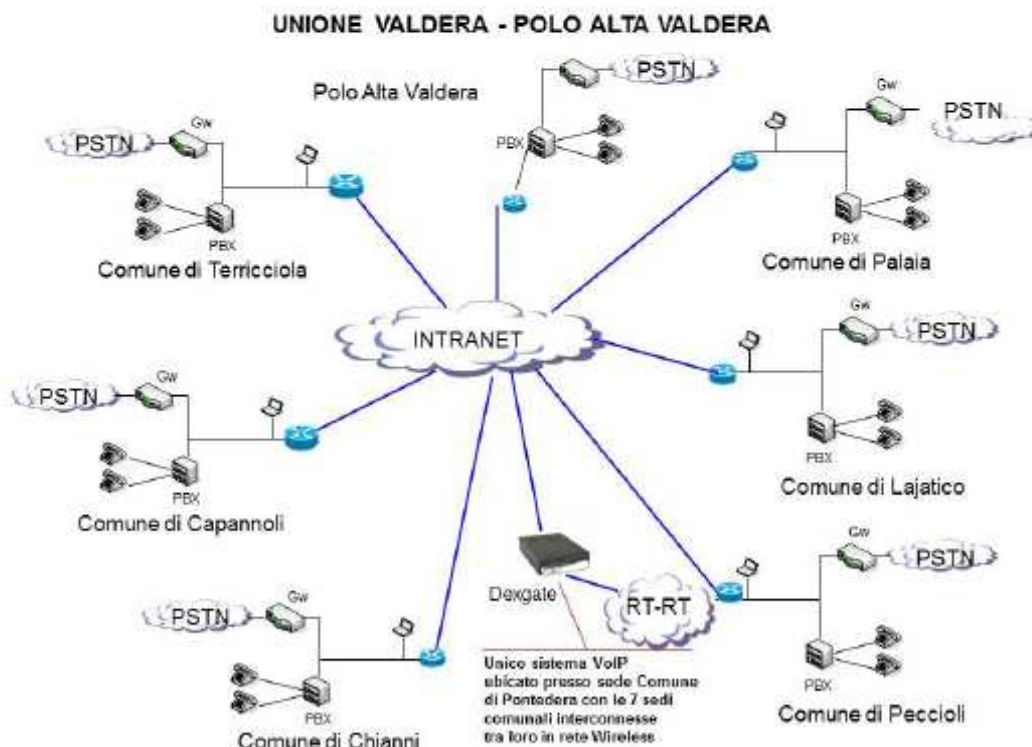 UNIONE VALDERA - POLO ALTA VALDERA
PSTN
Polo Alta Valdera
PBX
Gw
PSTN
PBX
Comune di Terricciola
Gw
PSTN
PBX
Comune di Palaia
INTRANET
Gw
PSTN
PBX
Comune di Capannoli
Gw
PSTN
PBX
Comune di Lajatico
Dexgate
RT-RT
Gw
PSTN
PBX
Comune di Chianni
Unico sistema VoIP
ubicato presso sede Comune
di Pontedera con le 7 sedi
comunali interconnesse
tra loro in rete Wireless
Gw
PSTN
PBX
Comune di Peccioli